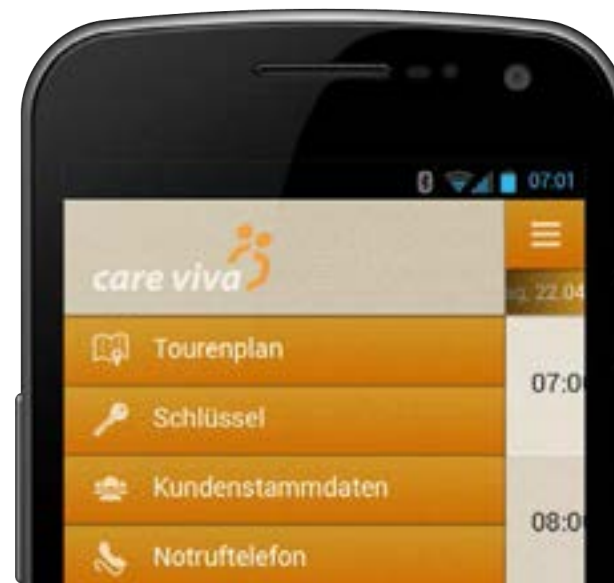 07:01
care viva
22.04
Tourenplan
07:0
Schlüssel
Kundenstammdaten
08:0
Notruftelefon